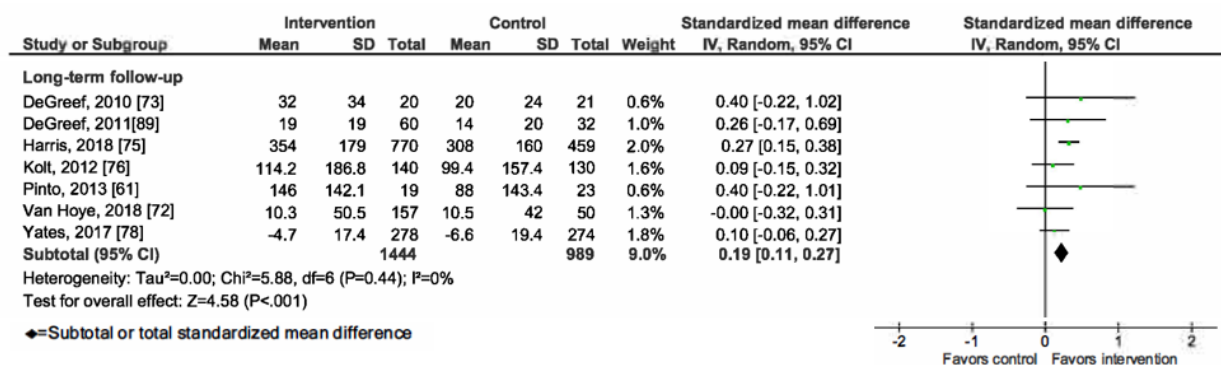 Intervention Control Standardized mean difference Standardized mean difference
Study or Subgroup Mean SD Total Mean SD Total Weight IV, Random, 95% CI IV, Random, 95% CI
Long-term follow-up
DeGreef, 2010 [73] 32 34 20 20 24 21 0.6% 0.40 [-0.22, 1.02]
DeGreef, 2011[89] 19 19 60 14 20 32 1.0% 0.26 [-0.17, 0.69]
Harris, 2018 [75] 354 179 770 308 160 459 2.0% 0.27 [0.15, 0.38]
Kolt, 2012 [76] 114.2 186.8 140 99.4 157.4 130 1.6% 0.09 [-0.15, 0.32]
Pinto, 2013 [61] 146 142.1 19 88 143.4 23 0.6% 0.40 [-0.22, 1.01]
Van Hoye, 2018 [72] 10.3 50.5 157 10.5 42 50 1.3% -0.00 [-0.32, 0.31]
Yates, 2017 [78] -4.7 17.4 278 -6.6 19.4 274 1.8% 0.10 [-0.06, 0.27]
Subtotal (95% CI) 1444 989 9.0% 0.19 [0.11, 0.27]
Heterogeneity: Tau²=0.00; Chi²=5.88, df=6 (P=0.44); I²=0%
Test for overall effect: Z=4.58 (P<.001)
◆=Subtotal or total standardized mean difference
-2 -1 0 1 2
Favors control Favors intervention